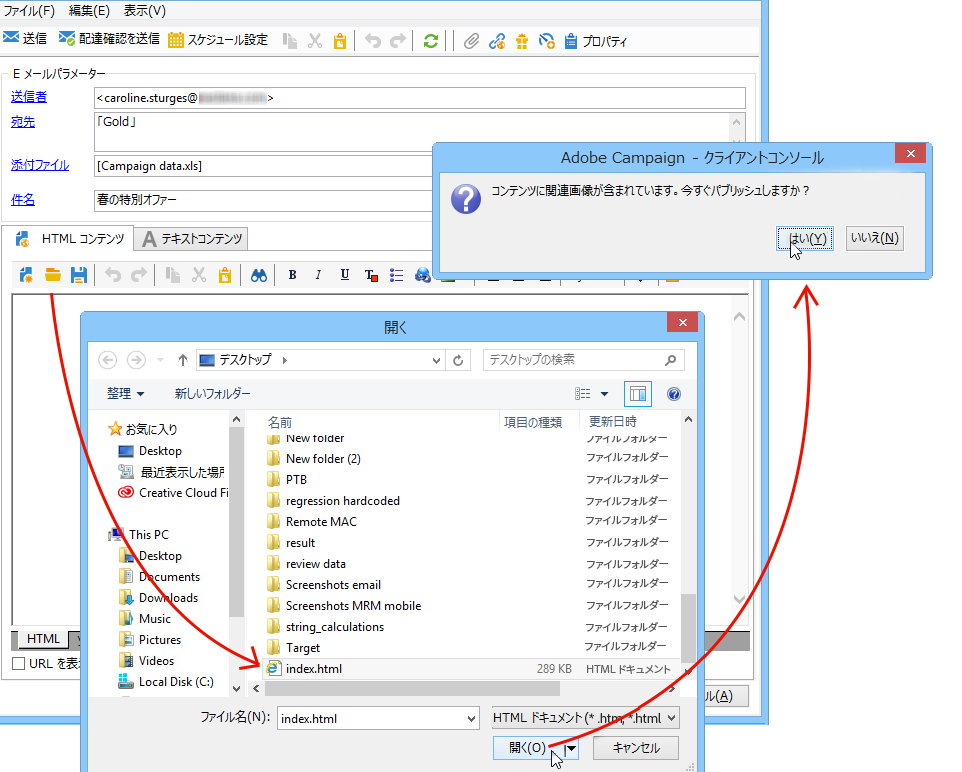 ファイル(F) 編集(E) 表示(V)
送信 配達確認を送信 スケジュール設定 プロパティ
E メールパラメーター
送信者 <caroline.sturges@ >
宛先 「Gold」
添付ファイル [Campaign data.xls]
件名 春の特別オファー
Adobe Campaign - クライアントコンソール
コンテンツに関連画像が含まれています。今すぐパブリッシュしますか？
はい(Y) いいえ(N)
HTML コンテンツ A テキストコンテンツ
B I U T
開く
デスクトップ デスクトップの検索
整理 新しいフォルダー
名前 項目の種類 更新日時
お気に入り
Desktop
最近表示した場所
Creative Cloud Fi
This PC
Desktop
Documents
Downloads
Music
Pictures
Videos
Local Disk (C:)
New folder ファイルフォルダー
New folder (2) ファイルフォルダー
PTB ファイルフォルダー
regression hardcoded ファイルフォルダー
Remote MAC ファイルフォルダー
result ファイルフォルダー
review data ファイルフォルダー
Screenshots email ファイルフォルダー
Screenshots MRM mobile ファイルフォルダー
string_calculations ファイルフォルダー
Target ファイルフォルダー
index.html 289 KB HTML ドキュメント
HTML
URL を表
ル(A)
ファイル名(N): index.html HTML ドキュメント (*.htm, *.html
開く(O) キャンセル